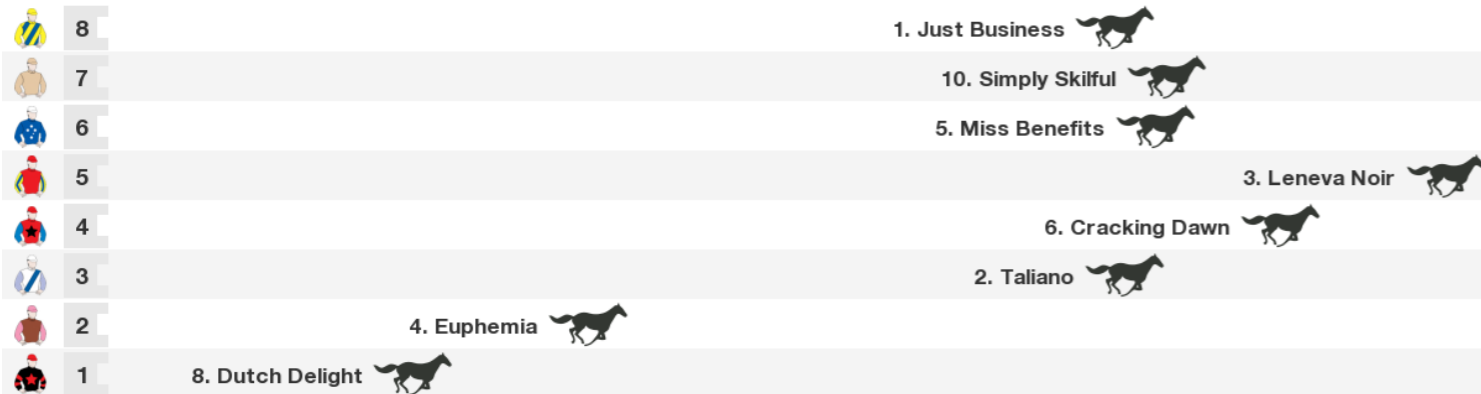 8 1. Just Business
7 10. Simply Skilful
6 5. Miss Benefits
5 3. Leneva Noir
4 6. Cracking Dawn
3 2. Taliano
2 4. Euphemia
1 8. Dutch Delight